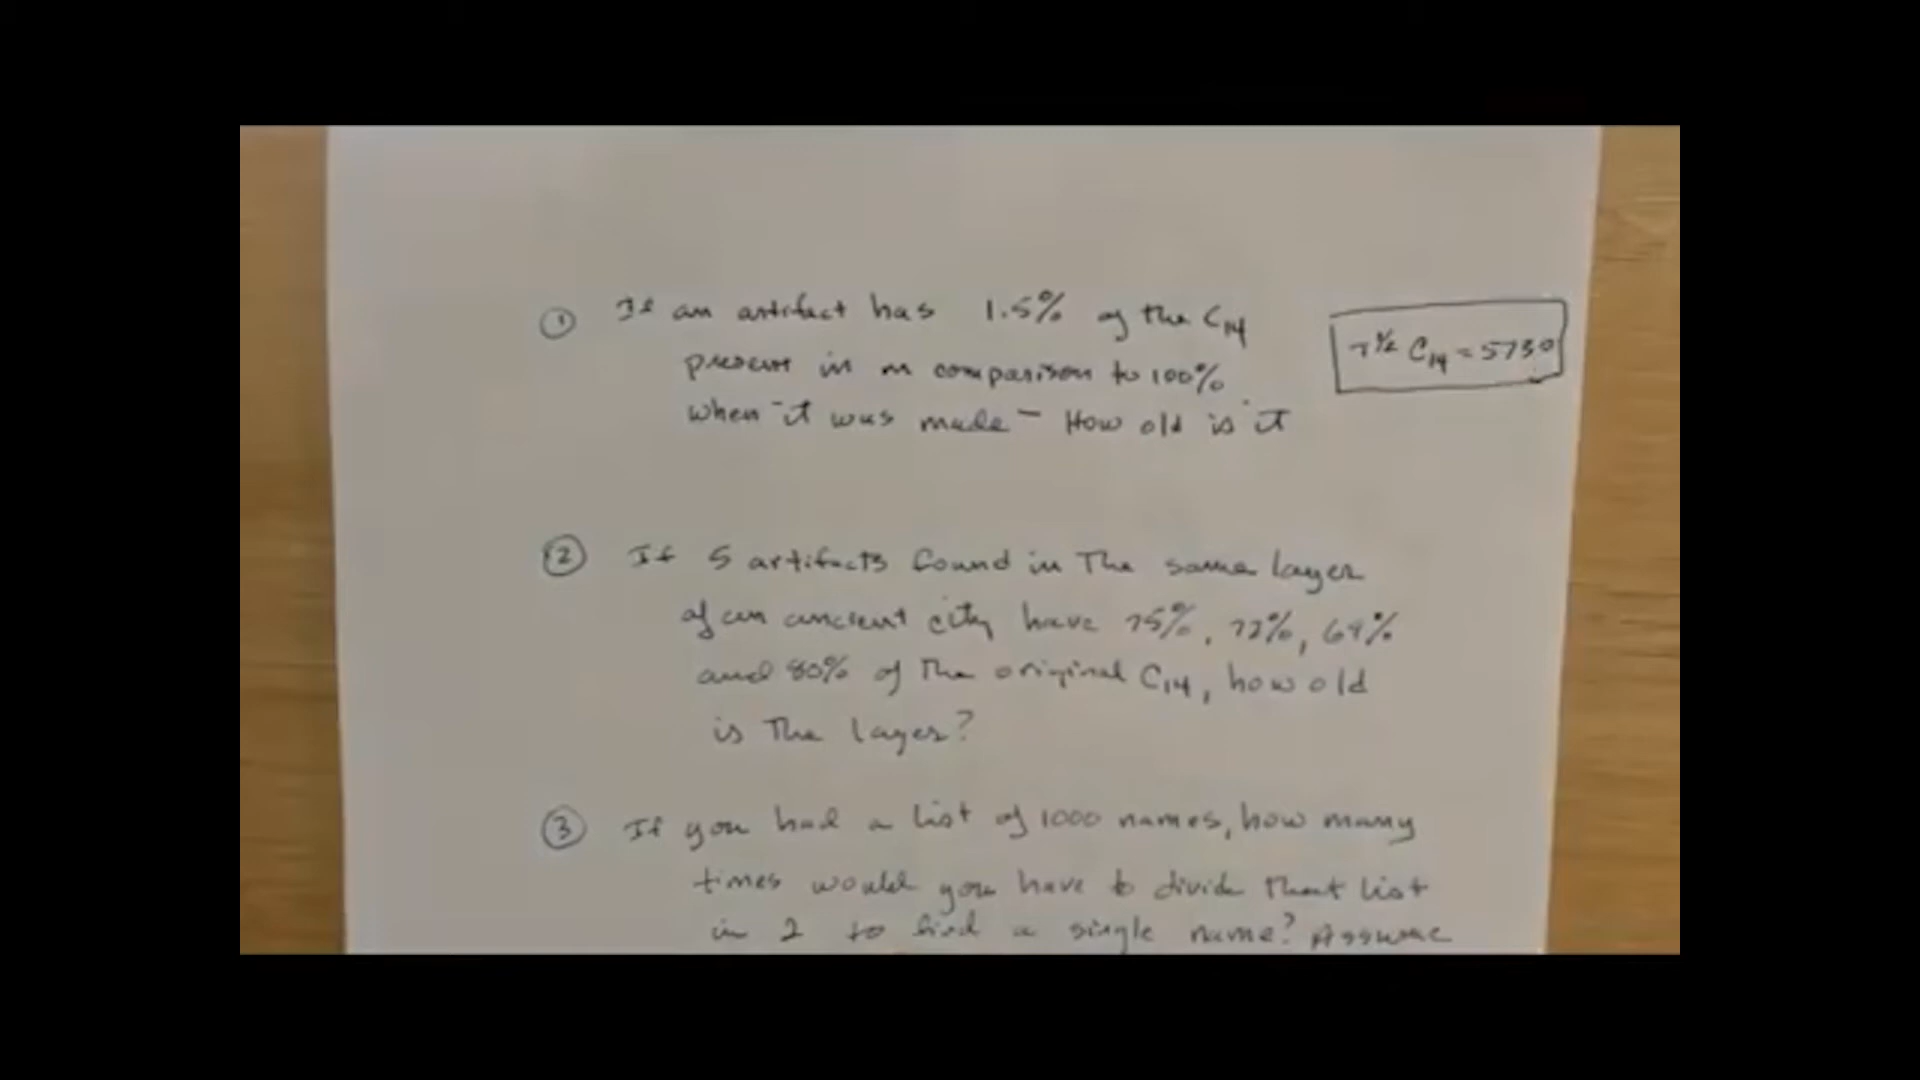 ① If an artifact has 1.5% of the C14
present in m comparison to 100%
when it was made - How old is it
T 1/2 C14 = 5730
② If 5 artifacts found in The same layer
of an ancient city have 75%, 72%, 64%
and 80% of the original C14, how old
is The layer?
③ If you had a list of 1000 names, how many
times would you have to divide that list
in 2 to find a single name? Assume